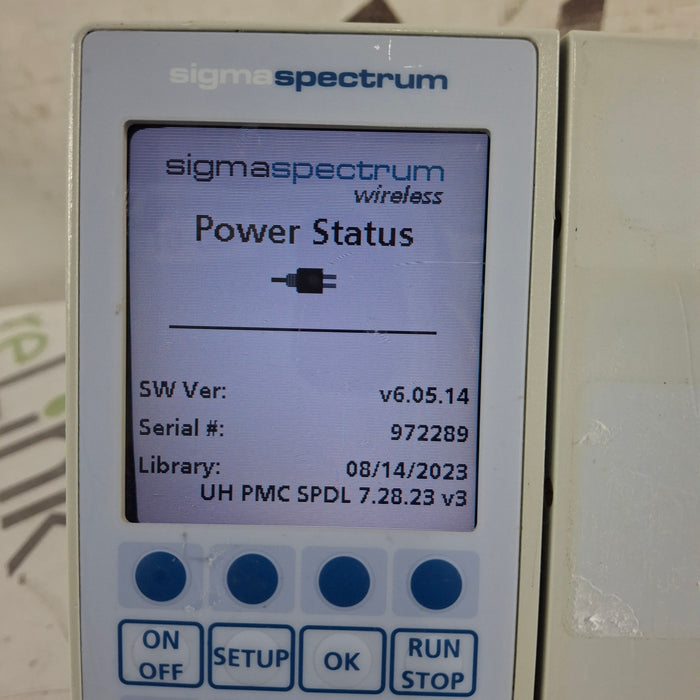 sigmaspectrum
sigmaspectrum
wireless
Power Status
SW Ver: v6.05.14
Serial #: 972289
Library: 08/14/2023
UH PMC SPDL 7.28.23 v3
ON OFF
SETUP
OK
RUN STOP